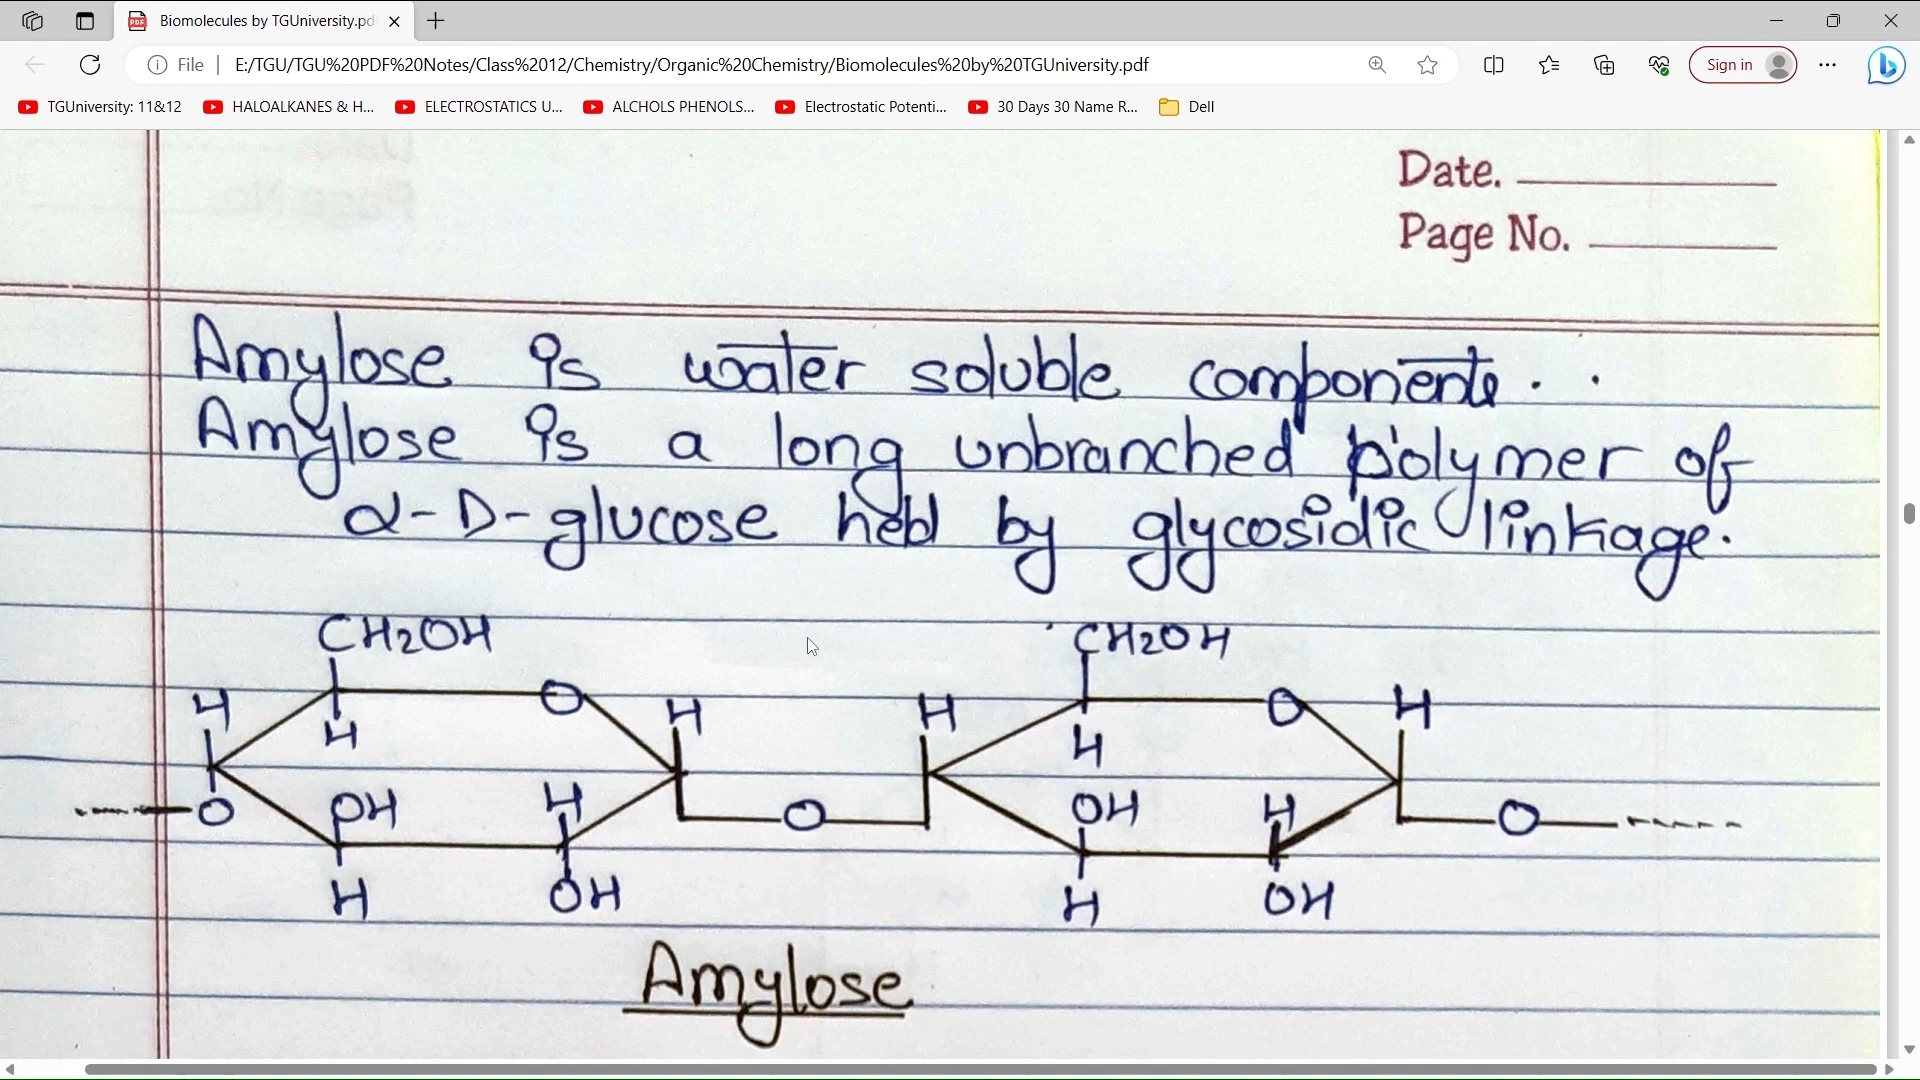 Biomolecules by TGUniversity.pd
File
E:/TGU/TGU%20PDF%20Notes/Class%2012/Chemistry/Organic%20Chemistry/Biomolecules%20by%20TGUniversity.pdf
Sign in
TGUniversity: 11&12
HALOALKANES & H...
ELECTROSTATICS U...
ALCHOLS PHENOLS...
Electrostatic Potenti...
30 Days 30 Name R...
Dell
Date.
Page No.
Amylose is water soluble components.
Amylose is a long unbranched polymer of
α-D-glucose held by glycosidic linkage.
CH2OH CH2OH
H O H H O H
H H
O OH H O OH H O
H OH H OH
Amylose